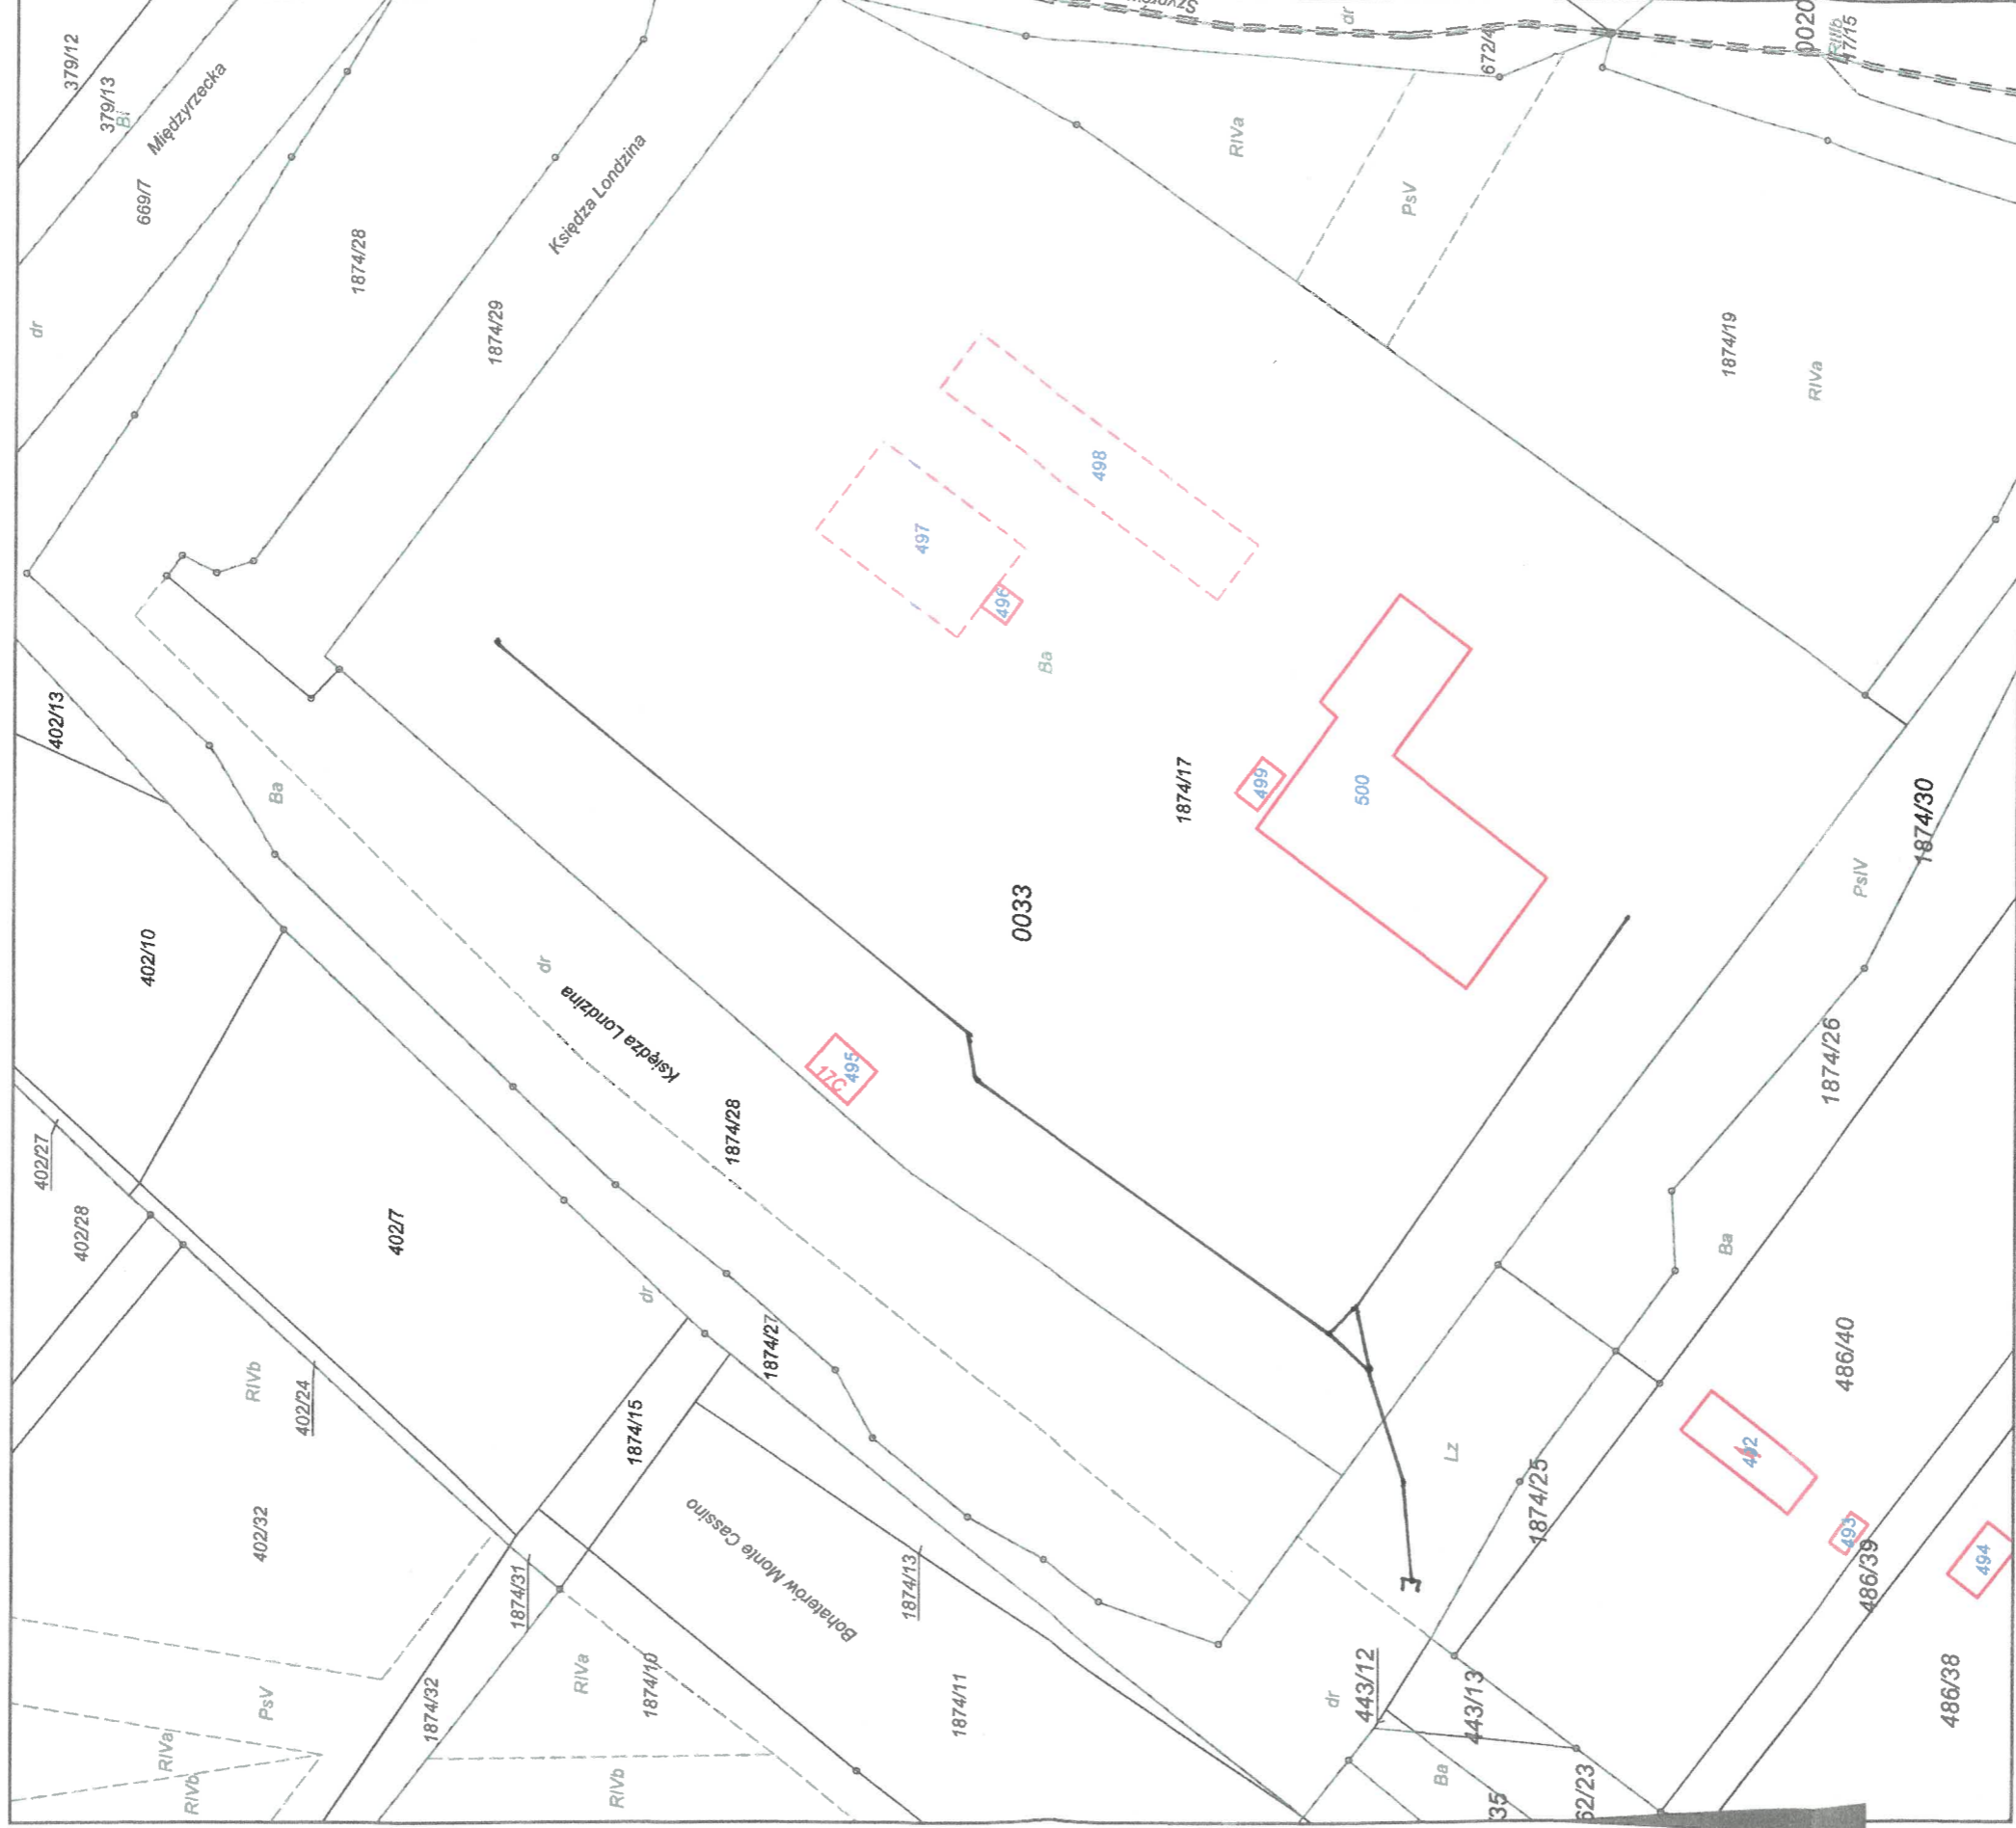 379/12
379/13
Bi
Międzyrzecka
669/7
dr
1874/28
Księdza Londzina
1874/29
dr
672/4
0020
RIIIb
RIVa
PsV
1874/19
RIVa
402/13
Ba
498
497
496
Ba
402/10
dr
Księdza Londzina
1874/17
499
500
0033
1874/30
PsIV
402/27
402/28
402/7
1874/28
17C
495
1874/26
Ba
dr
1874/27
RIVb
402/24
1874/15
402/32
Bohaterów Monte Cassino
Lz
1874/25
486/40
493
486/39
494
1874/31
1874/13
1874/32
RIVa
1874/10
1874/11
dr
443/12
443/13
486/38
PsV
RIVa
RIVb
RIVb
Ba
62/23